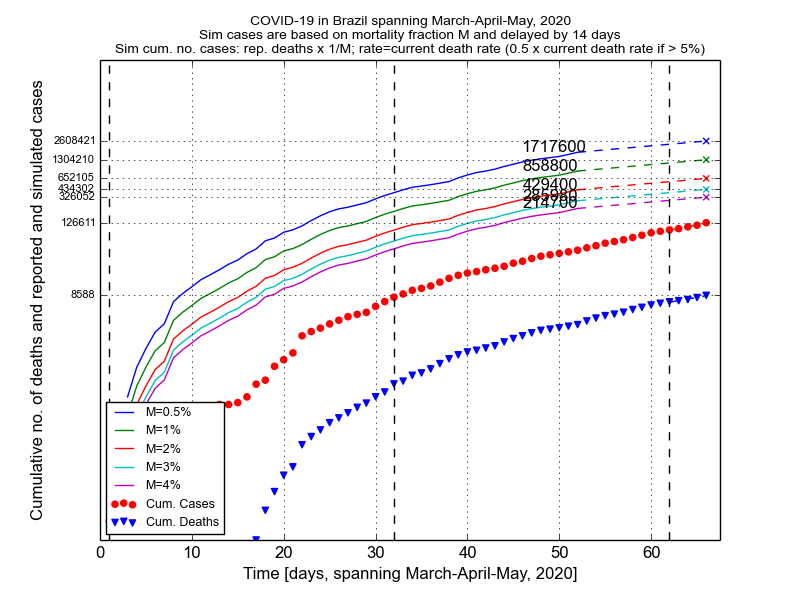 COVID-19 in Brazil spanning March-April-May, 2020
Sim cases are based on mortality fraction M and delayed by 14 days
Sim cum. no. cases: rep. deaths x 1/M; rate=current death rate (0.5 x current death rate if > 5%)
Cumulative no. of deaths and reported and simulated cases
2608421
1304210
652105
434302
326052
126611
8588
1717600
858800
429400
214700
M=0.5%
M=1%
M=2%
M=3%
M=4%
Cum. Cases
Cum. Deaths
0 10 20 30 40 50 60
Time [days, spanning March-April-May, 2020]